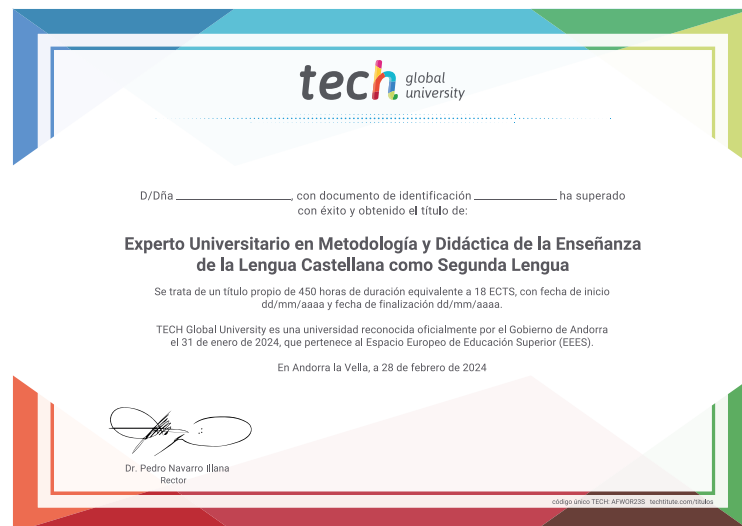 tech global university
D/Dña ______________, con documento de identificación __________ ha superado
con éxito y obtenido el título de:
Experto Universitario en Metodología y Didáctica de la Enseñanza
de la Lengua Castellana como Segunda Lengua
Se trata de un título propio de 450 horas de duración equivalente a 18 ECTS, con fecha de inicio
dd/mm/aaaa y fecha de finalización dd/mm/aaaa.
TECH Global University es una universidad reconocida oficialmente por el Gobierno de Andorra
el 31 de enero de 2024, que pertenece al Espacio Europeo de Educación Superior (EEES).
En Andorra la Vella, a 28 de febrero de 2024
Dr. Pedro Navarro Illana
Rector
código único TECH: AFWOR23S techtitute.com/titulos